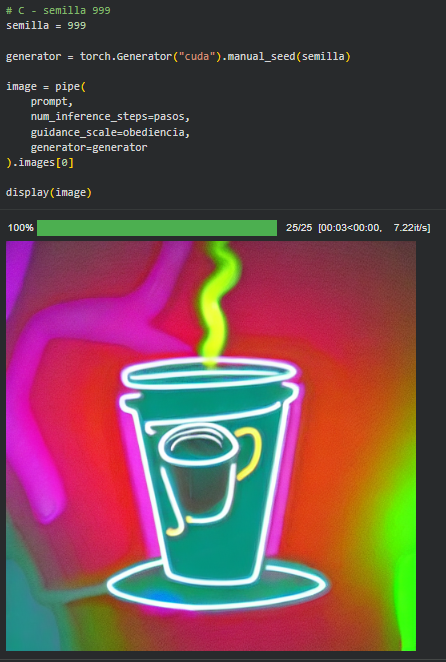 # C - semilla 999
semilla = 999
generator = torch.Generator("cuda").manual_seed(semilla)
image = pipe(
    prompt,
    num_inference_steps=pasos,
    guidance_scale=obediencia,
    generator=generator
).images[0]
display(image)
100% 25/25 [00:03<00:00, 7.22it/s]